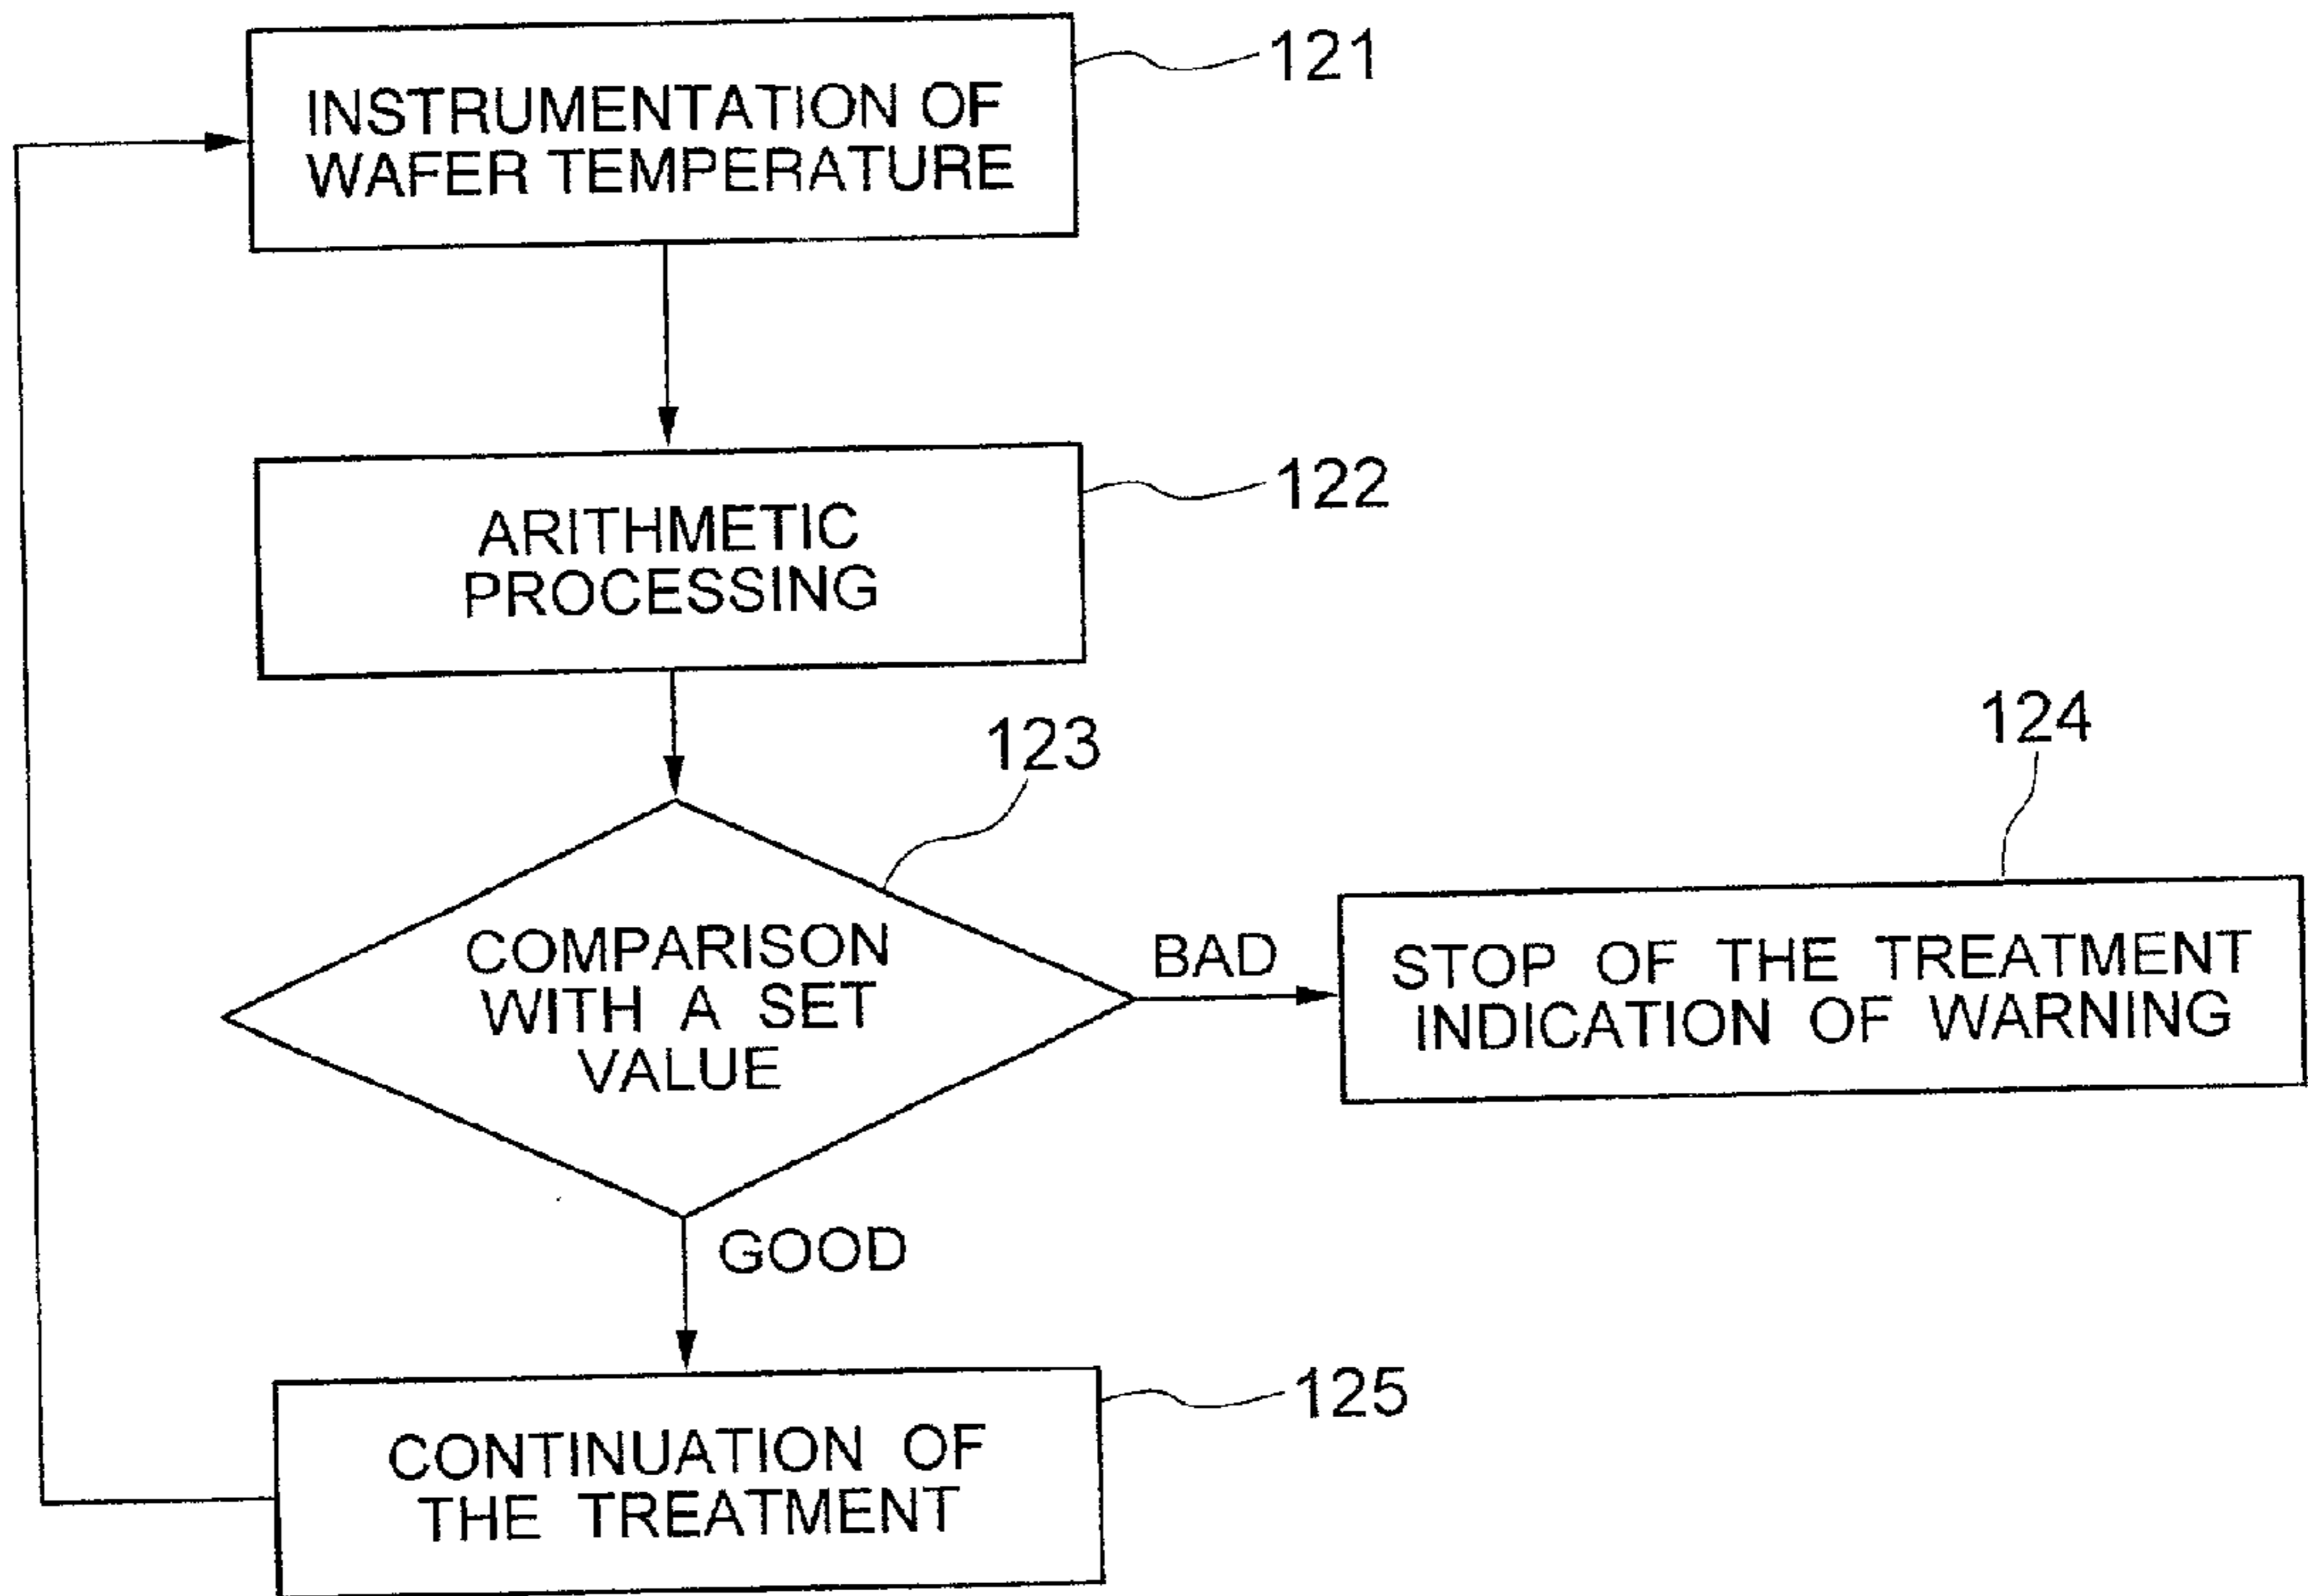 121
INSTRUMENTATION OF
WAFER TEMPERATURE
122
ARITHMETIC
PROCESSING
123
124
COMPARISON
WITH A SET
VALUE
BAD
STOP OF THE TREATMENT
INDICATION OF WARNING
GOOD
125
CONTINUATION OF
THE TREATMENT